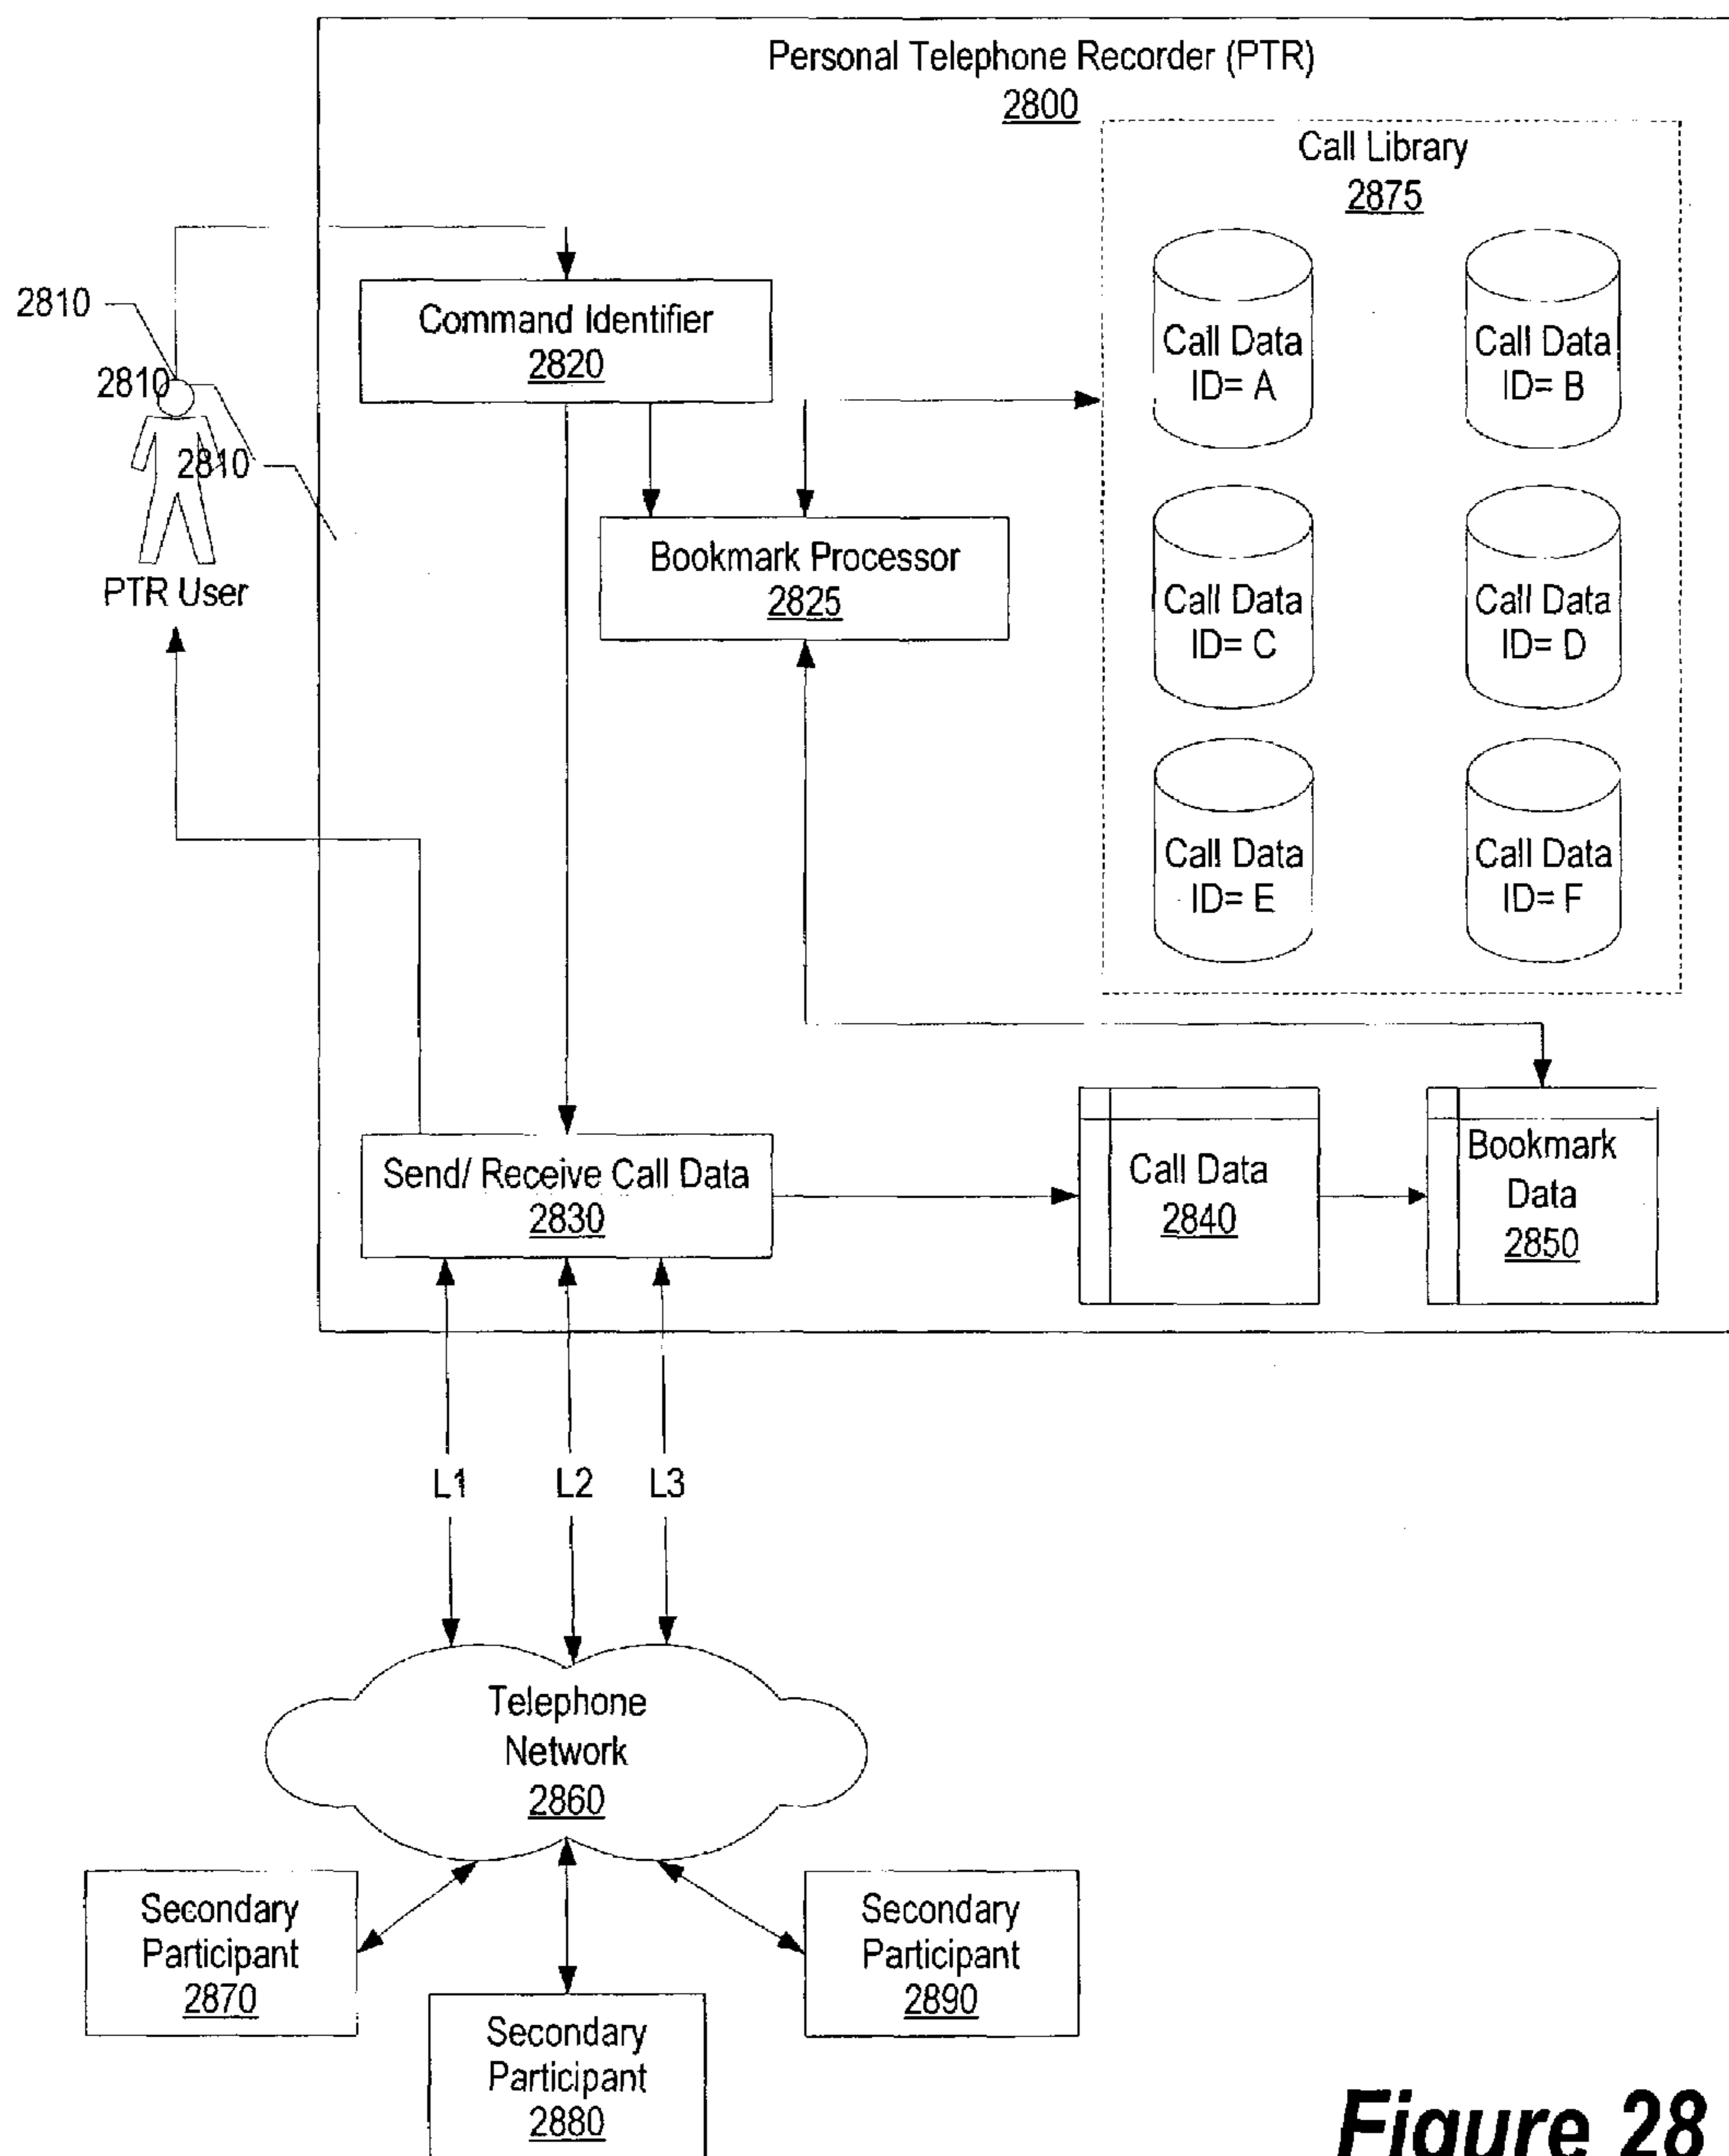 Personal Telephone Recorder (PTR)
2800
Call Library
2875
Call Data
ID= A
Call Data
ID= B
Command Identifier
2820
2810
2810
2810
PTR User
Bookmark Processor
2825
Call Data
ID= C
Call Data
ID= D
Call Data
ID= E
Call Data
ID= F
Send/ Receive Call Data
2830
Call Data
2840
Bookmark
Data
2850
L1
L2
L3
Telephone
Network
2860
Secondary
Participant
2870
Secondary
Participant
2880
Secondary
Participant
2890
Figure 28